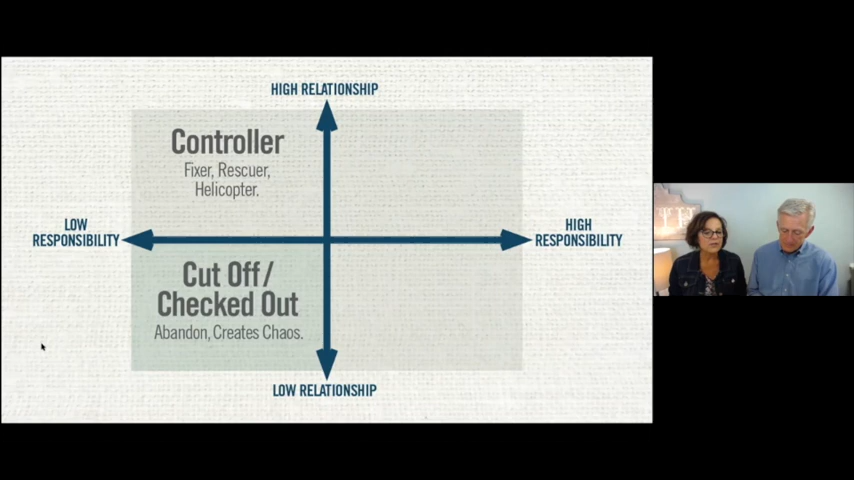 HIGH RELATIONSHIP
Controller
Fixer, Rescuer,
Helicopter.
LOW
RESPONSIBILITY
HIGH
RESPONSIBILITY
Cut Off /
Checked Out
Abandon, Creates Chaos.
LOW RELATIONSHIP